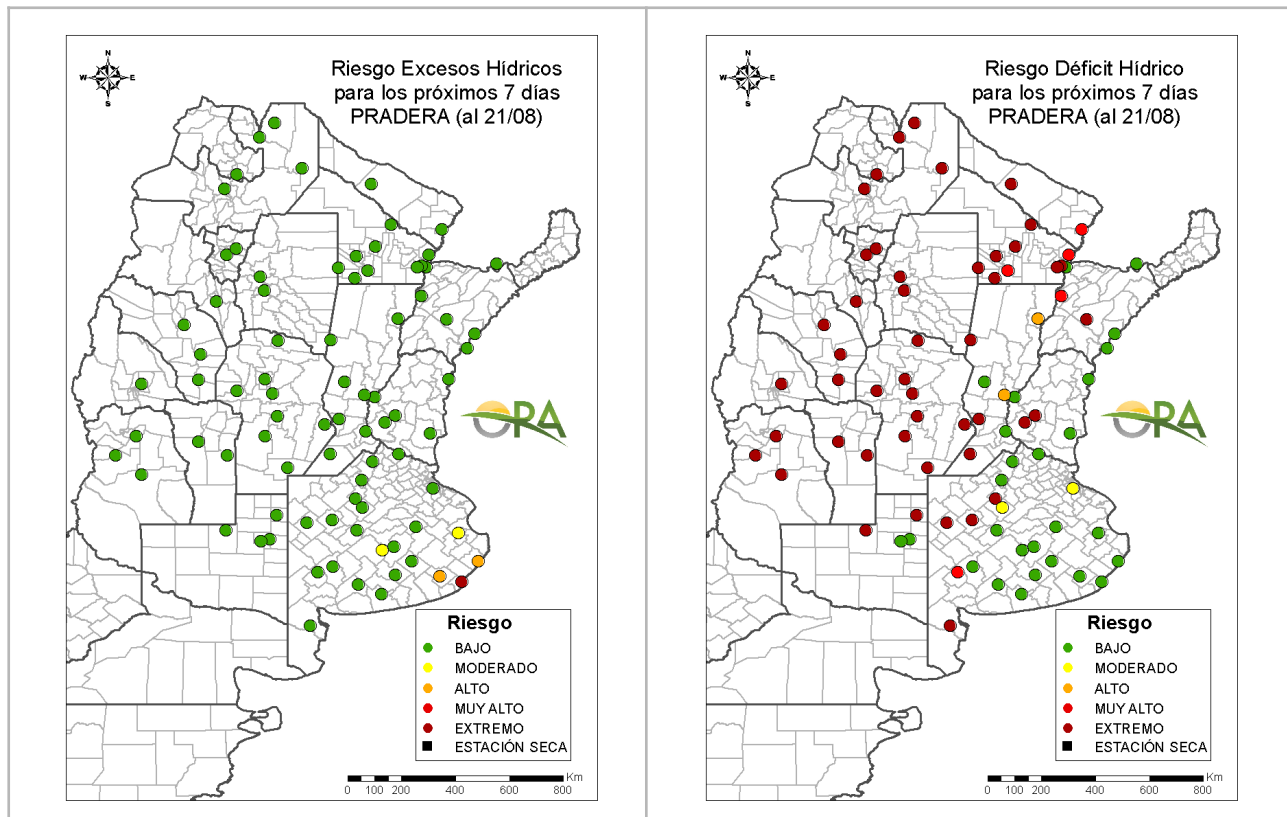 N
W E
S
Riesgo Excesos Hídricos
para los próximos 7 días
PRADERA (al 21/08)
ORA
Riesgo
BAJO
MODERADO
ALTO
MUY ALTO
EXTREMO
ESTACIÓN SECA
Km
0 100 200 400 600 800
N
W E
S
Riesgo Déficit Hídrico
para los próximos 7 días
PRADERA (al 21/08)
ORA
Riesgo
BAJO
MODERADO
ALTO
MUY ALTO
EXTREMO
ESTACIÓN SECA
Km
0 100 200 400 600 800